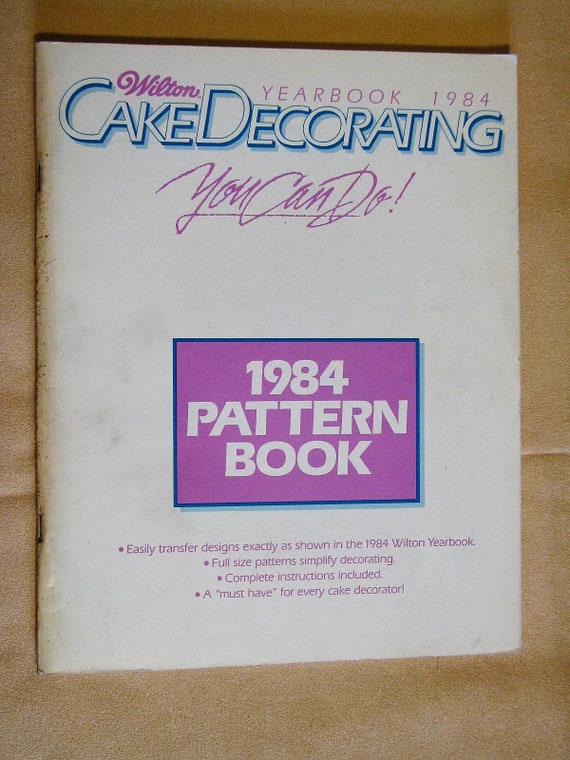 Wilton
YEARBOOK 1984
CAKE DECORATING
You Can Do!
1984
PATTERN
BOOK
• Easily transfer designs exactly as shown in the 1984 Wilton Yearbook.
• Full size patterns simplify decorating.
• Complete instructions included.
• A "must have" for every cake decorator!